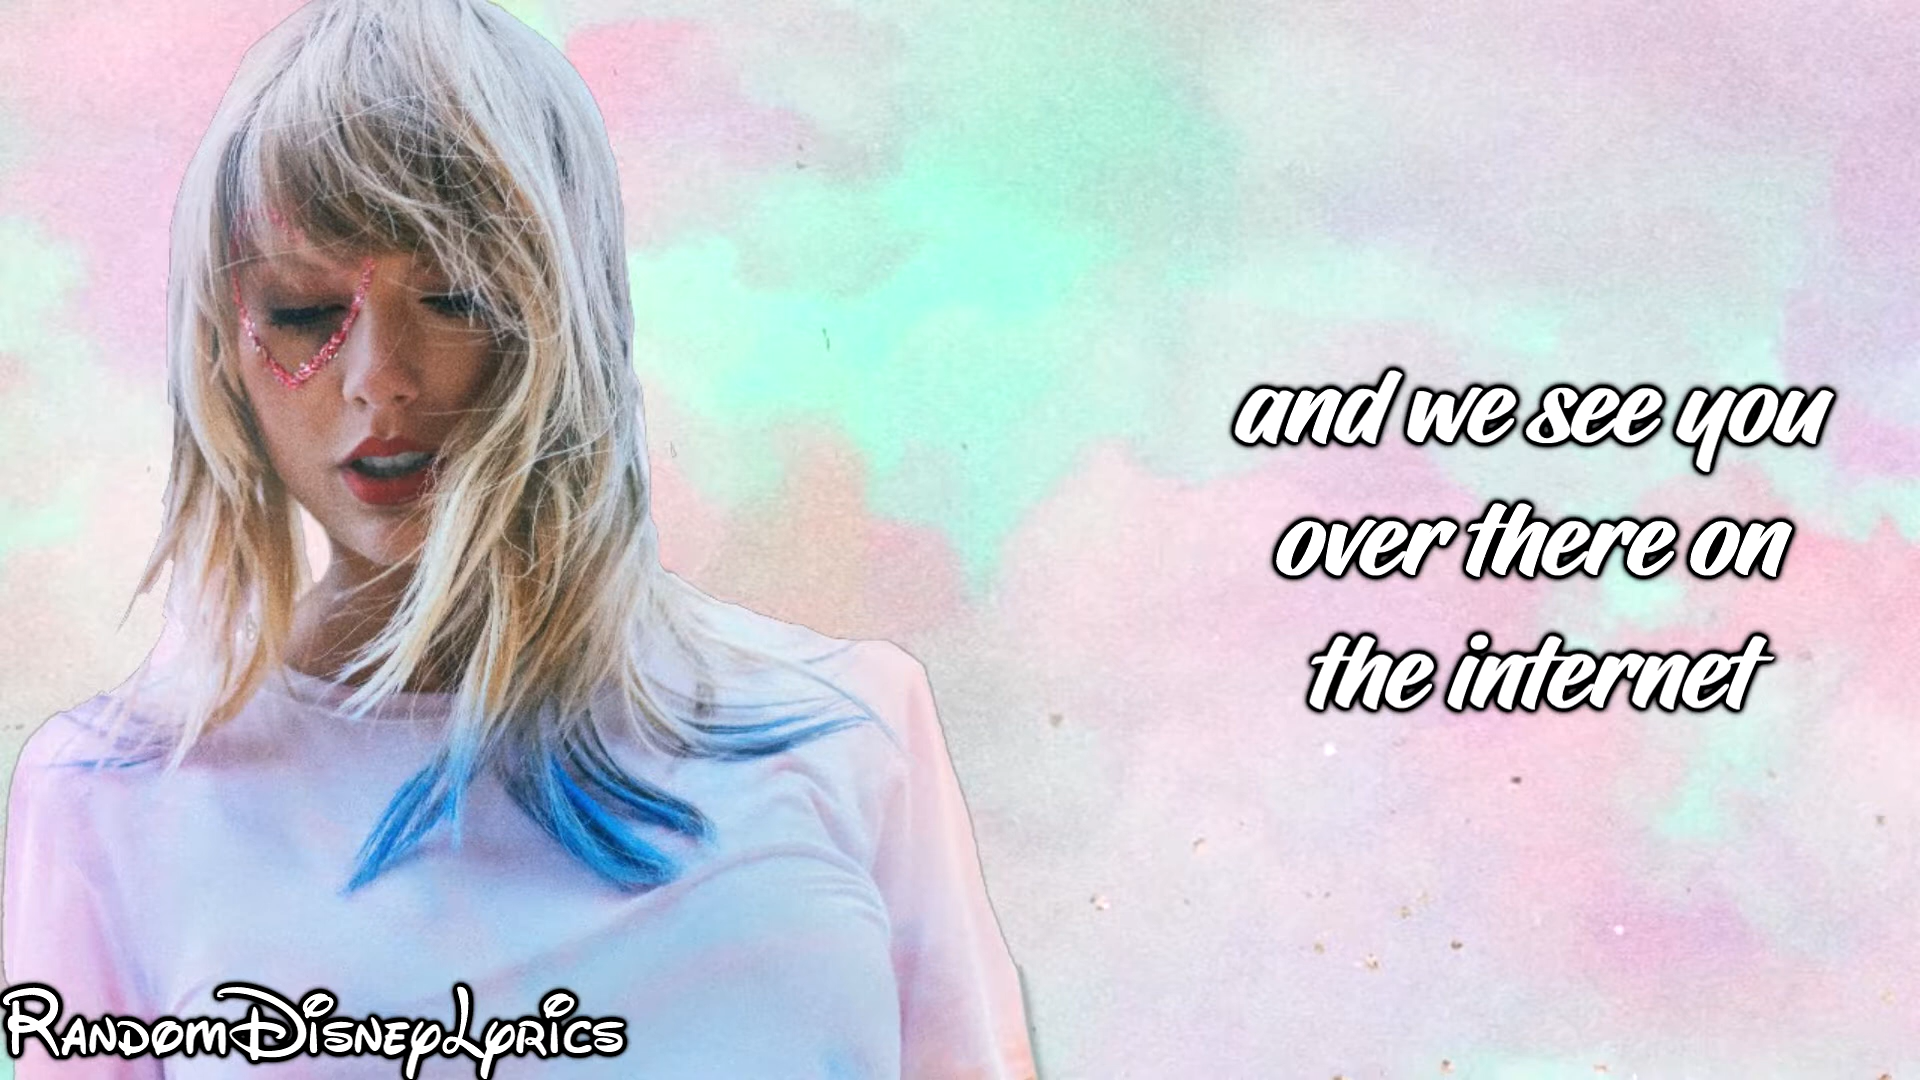 and we see you
over there on
the internet
RandomDisneyLyrics